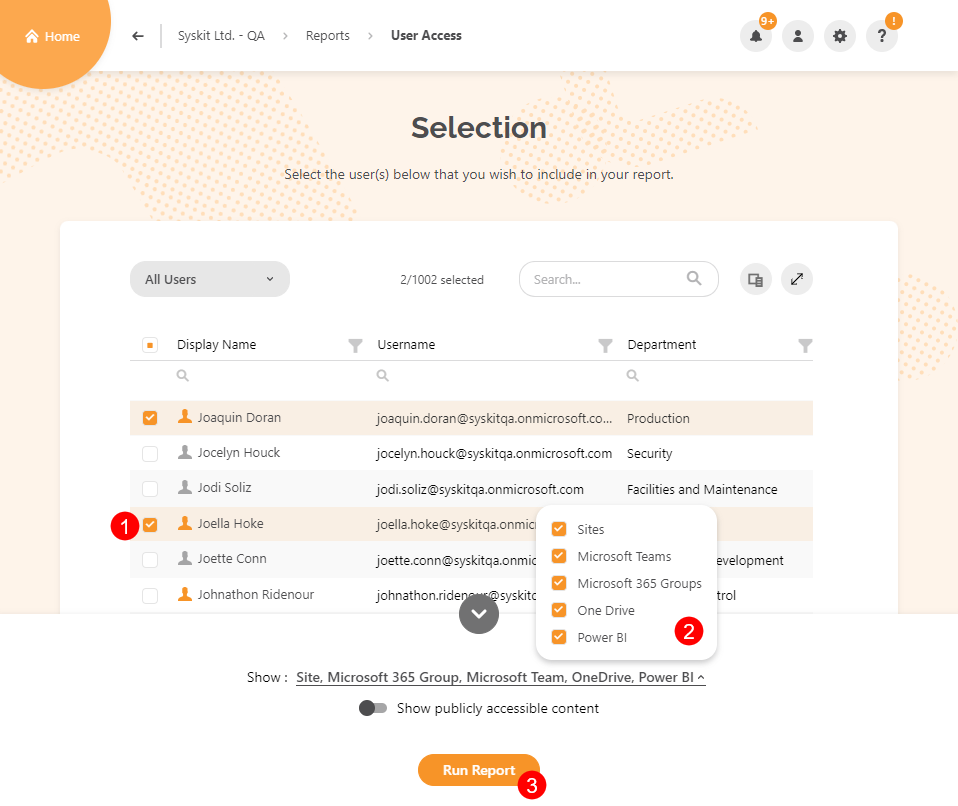 Home
Syskit Ltd. - QA > Reports > User Access
9+
!
?
Selection
Select the user(s) below that you wish to include in your report.
All Users
2/1002 selected
Search...
Display Name Username Department
Joaquin Doran joaquin.doran@syskitqa.onmicrosoft.co... Production
Jocelyn Houck jocelyn.houck@syskitqa.onmicrosoft.com Security
Jodi Soliz jodi.soliz@syskitqa.onmicrosoft.com Facilities and Maintenance
1 Joella Hoke joella.hoke@syskitqa.onmic
Joette Conn joette.conn@syskitqa.onmic evelopment
Johnathon Ridenour johnathon.ridenour@syskitc trol
Sites
Microsoft Teams
Microsoft 365 Groups
One Drive
Power BI
2
Show : Site, Microsoft 365 Group, Microsoft Team, OneDrive, Power BI
Show publicly accessible content
Run Report
3